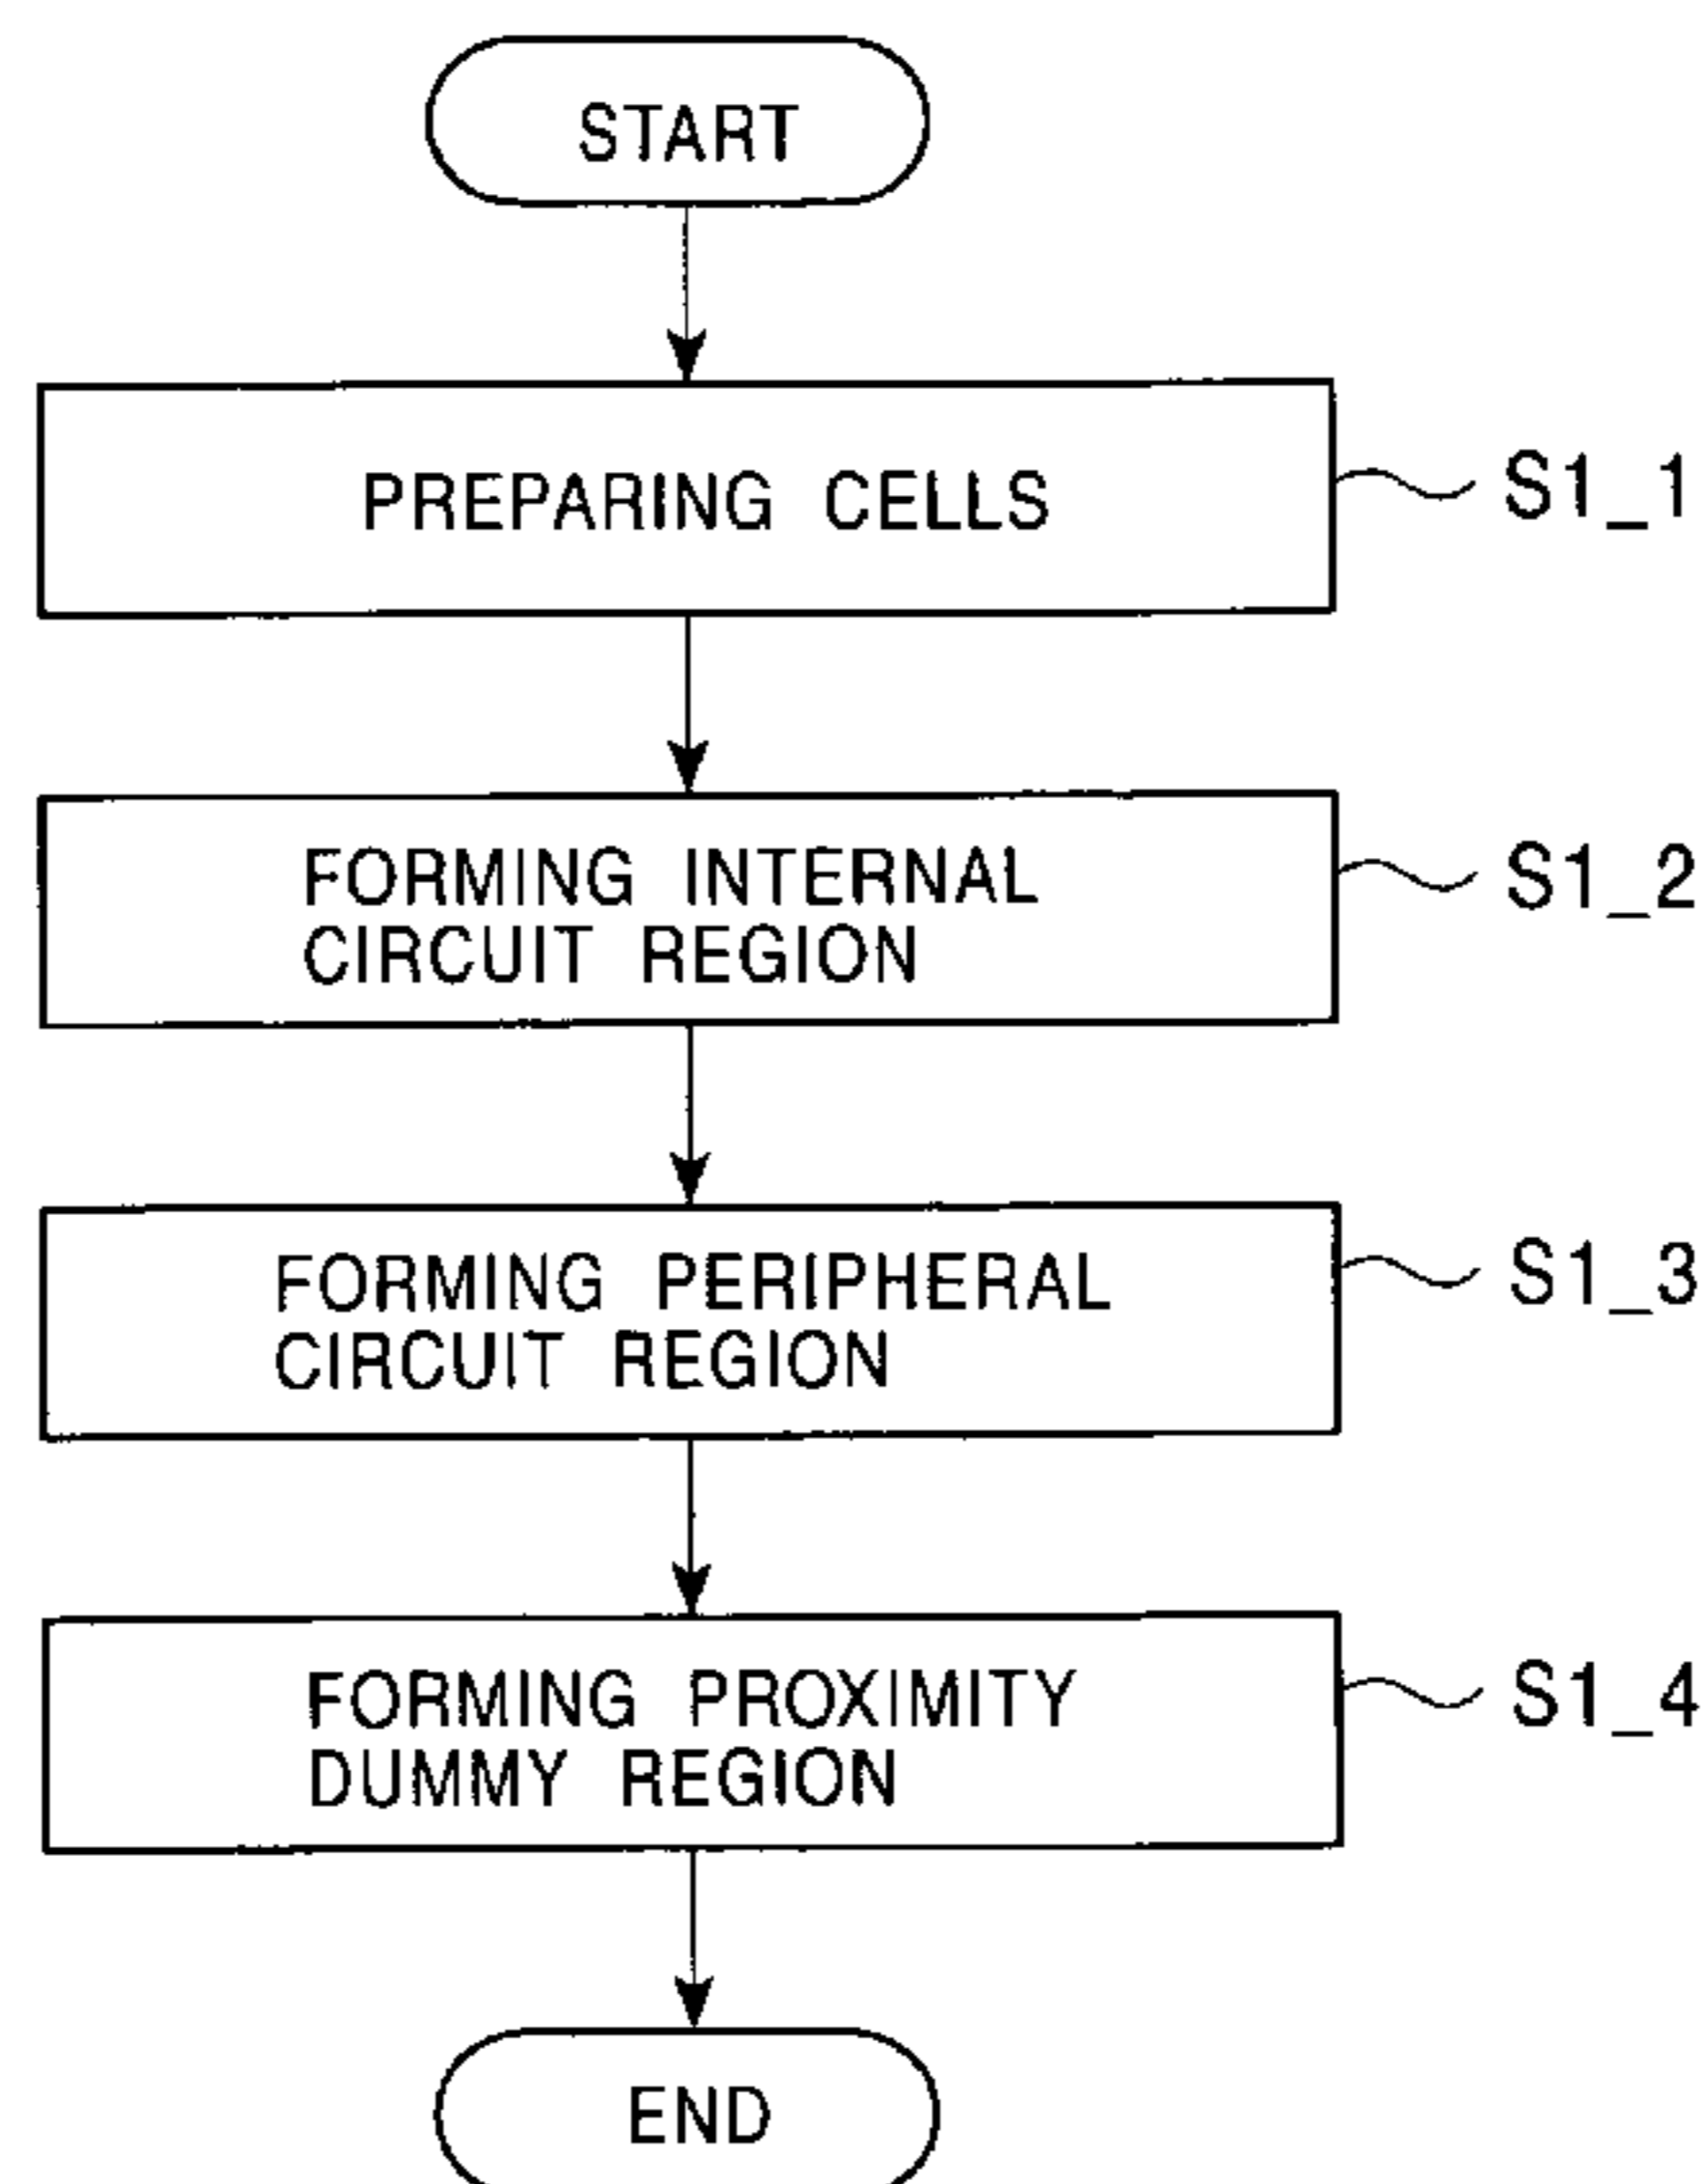 START
PREPARING CELLS
S1_1
FORMING INTERNAL
CIRCUIT REGION
S1_2
FORMING PERIPHERAL
CIRCUIT REGION
S1_3
FORMING PROXIMITY
DUMMY REGION
S1_4
END